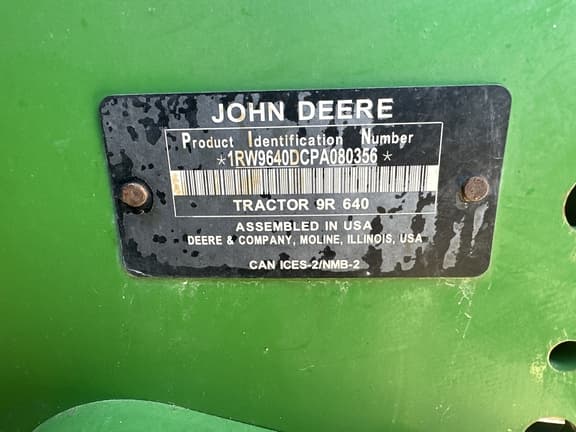 JOHN DEERE
Product Identification Number
*1RW9640DCPA080356*
TRACTOR 9R 640
ASSEMBLED IN USA
DEERE & COMPANY, MOLINE, ILLINOIS, USA
CAN ICES-2/NMB-2